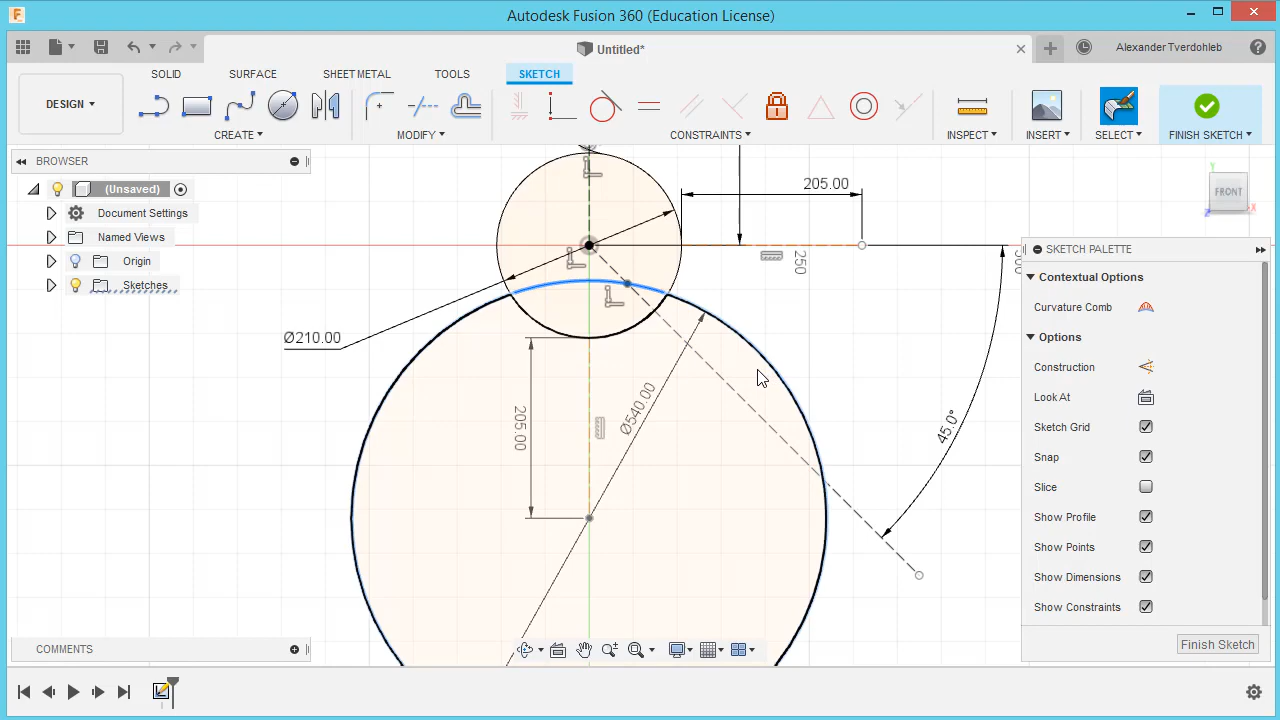 Autodesk Fusion 360 (Education License)
Untitled*
Alexander Tverdohleb
DESIGN
SOLID
SURFACE
SHEET METAL
TOOLS
SKETCH
CREATE
MODIFY
CONSTRAINTS
INSPECT
INSERT
SELECT
FINISH SKETCH
BROWSER
(Unsaved)
Document Settings
Named Views
Origin
Sketches
205.00
250
Ø210.00
205.00
Ø540.00
45.0°
Y
X
Z
FRONT
SKETCH PALETTE
Contextual Options
Curvature Comb
Options
Construction
Look At
Sketch Grid
Snap
Slice
Show Profile
Show Points
Show Dimensions
Show Constraints
Finish Sketch
COMMENTS